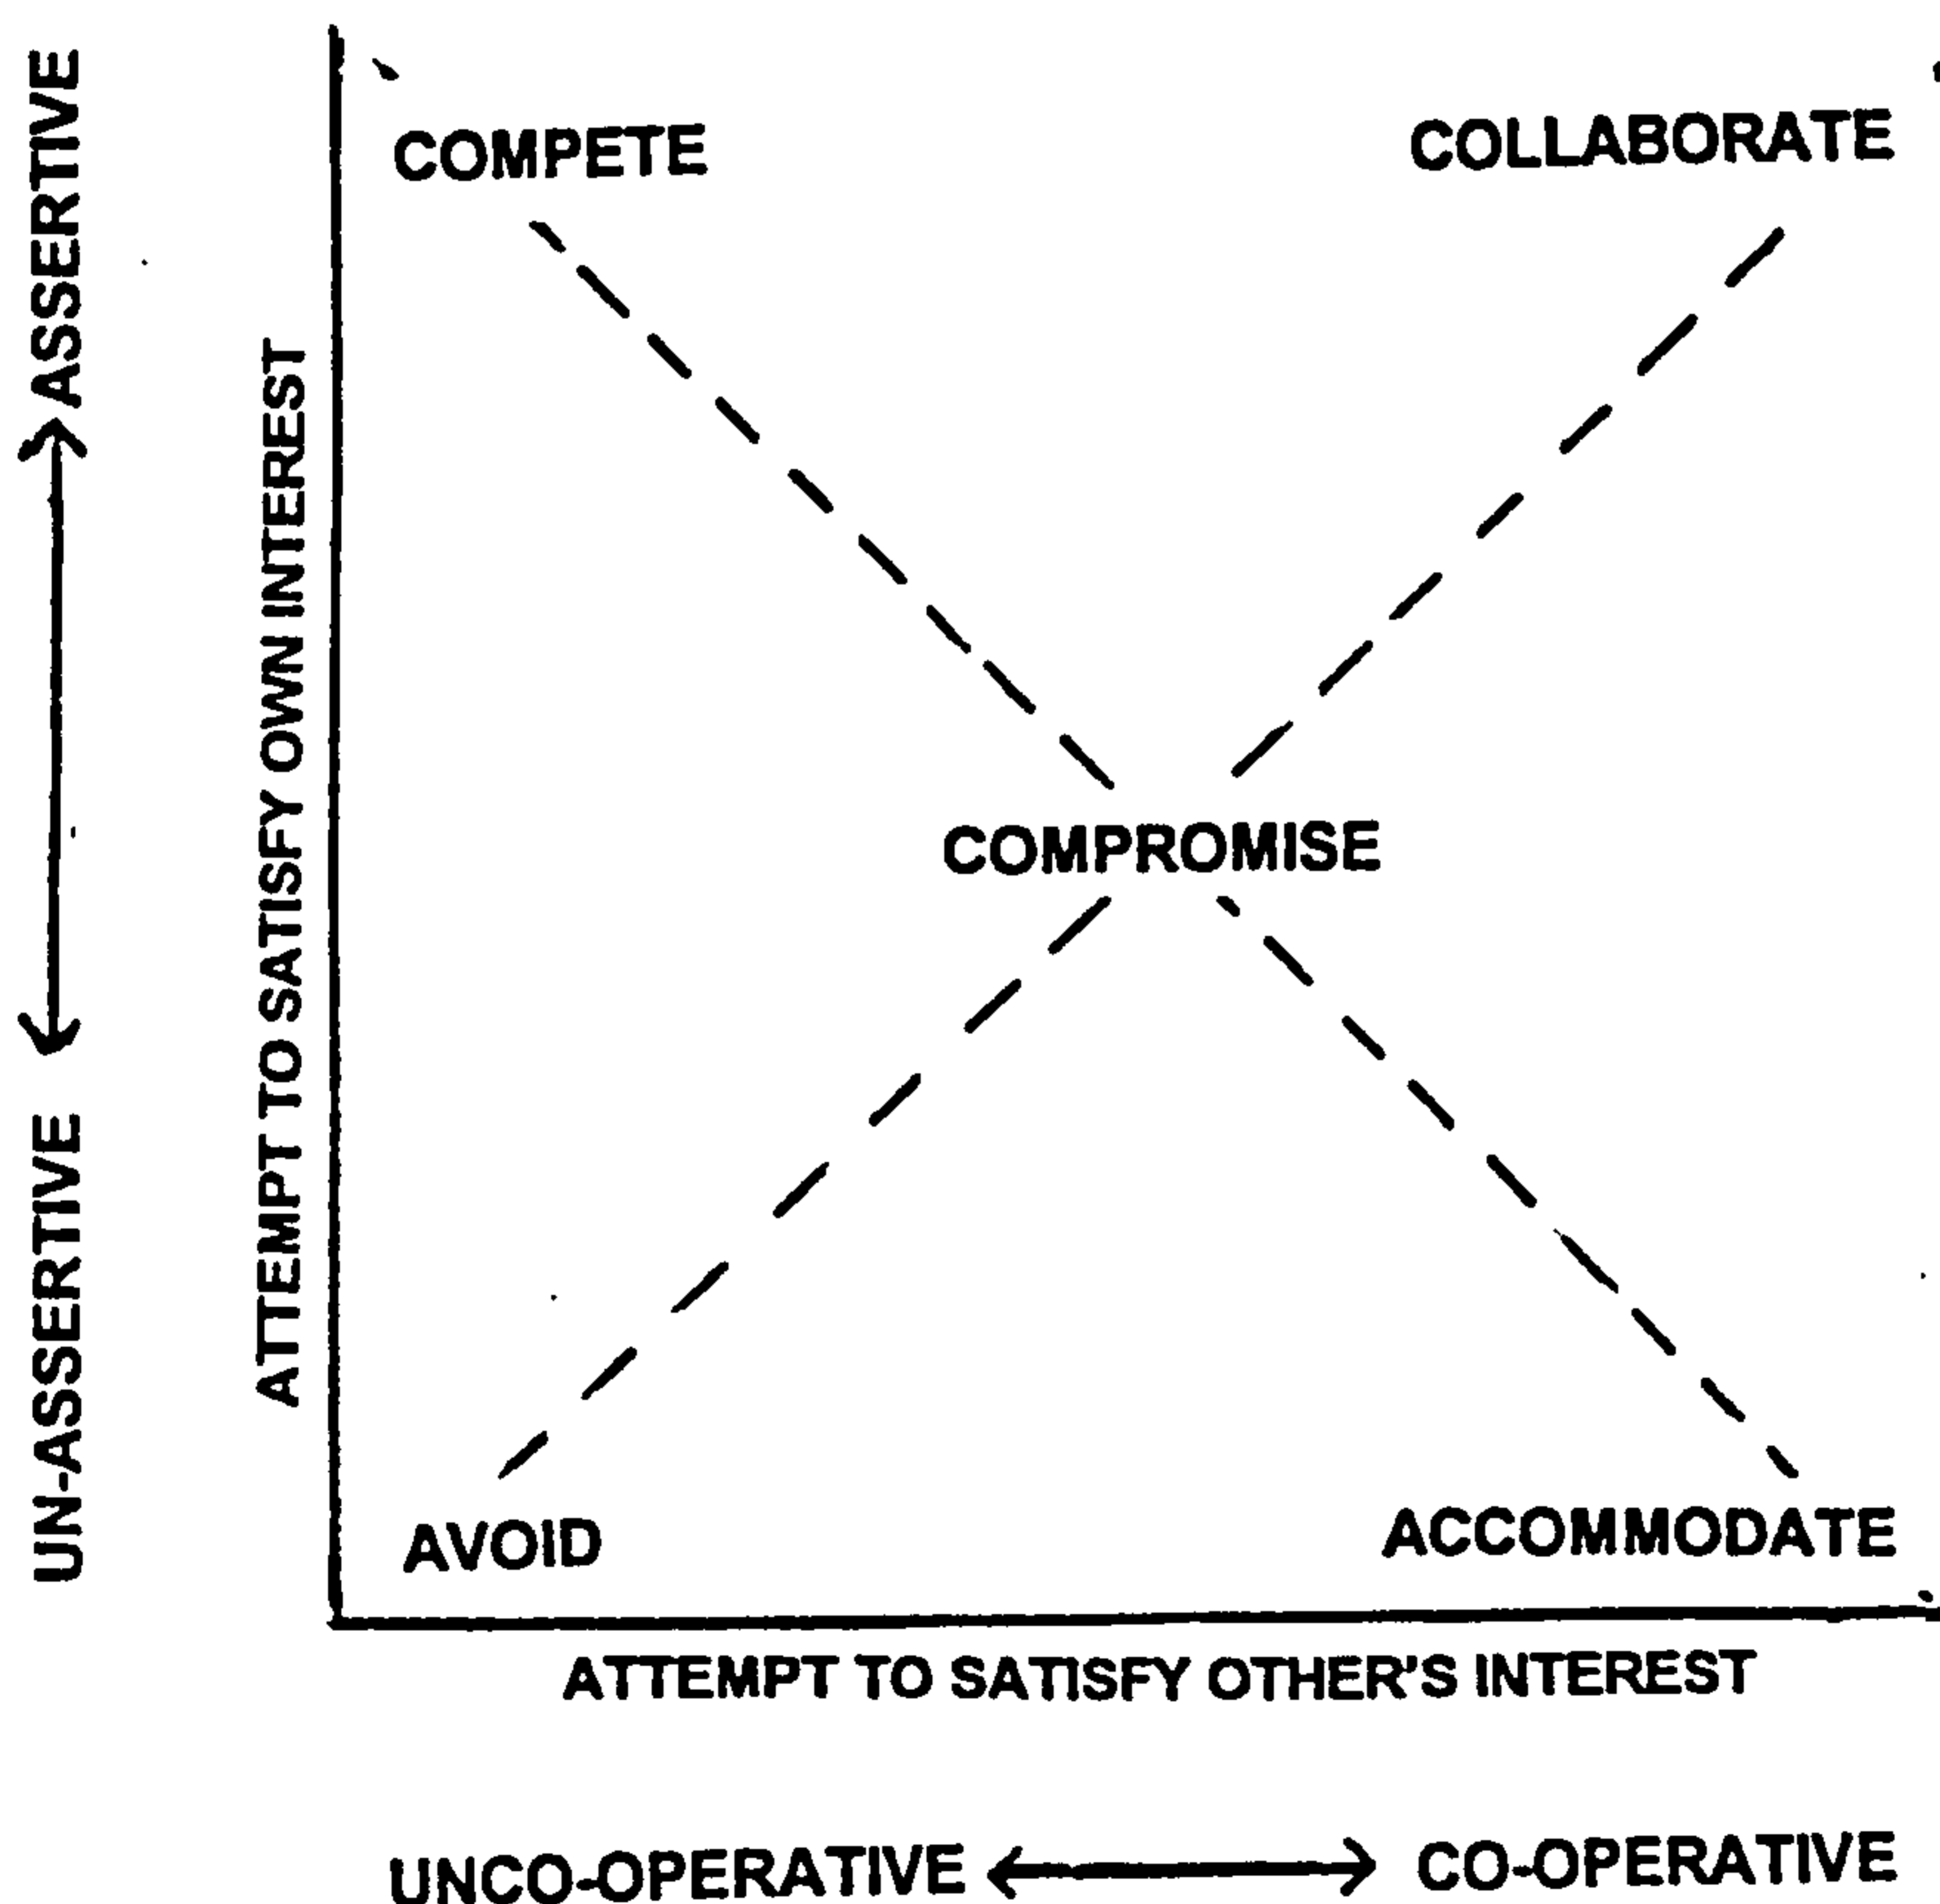 ASSERTIVE
UN-ASSERTIVE
ATTEMPT TO SATISFY OWN INTEREST
COMPETE
COLLABORATE
COMPROMISE
AVOID
ACCOMMODATE
ATTEMPT TO SATISFY OTHER'S INTEREST
UNCO-OPERATIVE
CO-OPERATIVE